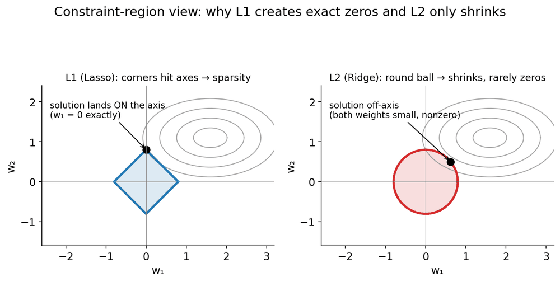 Constraint-region view: why L1 creates exact zeros and L2 only shrinks
L1 (Lasso): corners hit axes → sparsity
solution lands ON the axis
(w₁ = 0 exactly)
2
1
0
−1
w₂
−2
−1
0
1
2
3
w₁
L2 (Ridge): round ball → shrinks, rarely zeros
solution off-axis
(both weights small, nonzero)
2
1
0
−1
w₂
−2
−1
0
1
2
3
w₁